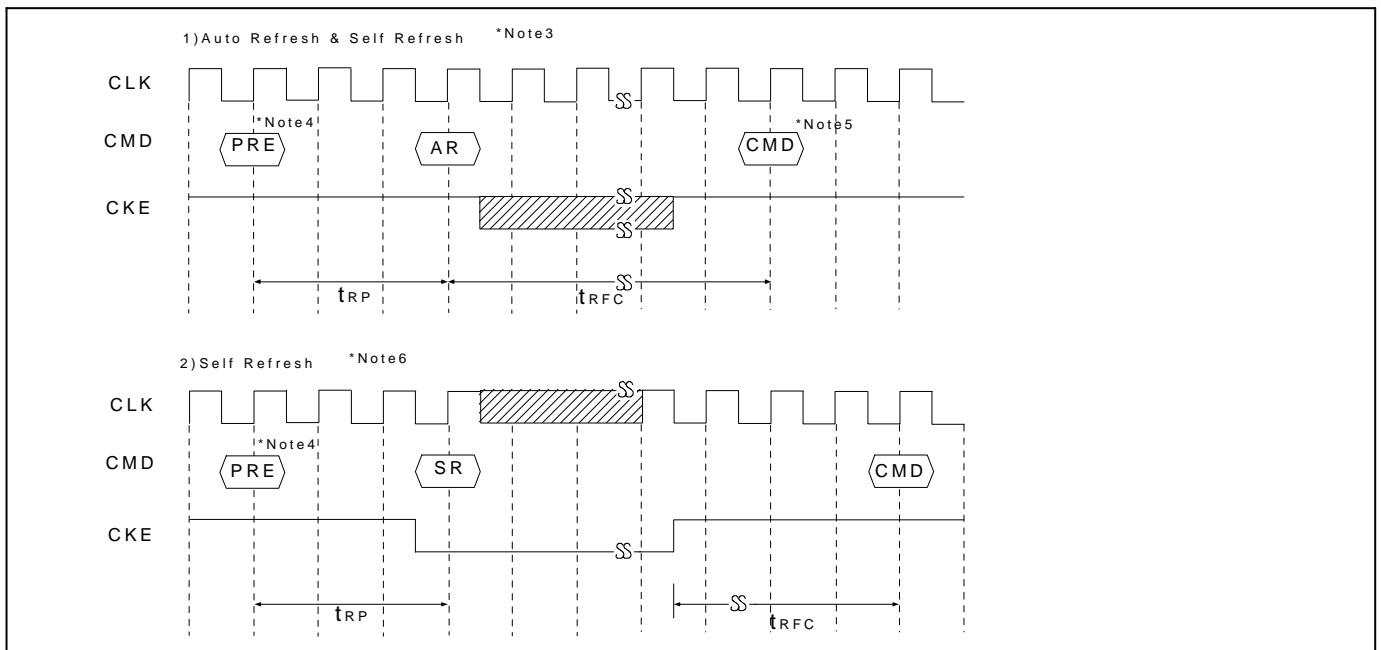 1)Auto Refresh & Self Refresh *Note3
CLK
*Note4 *Note5
CMD PRE AR CMD
CKE
tRP tRFC
2)Self Refresh *Note6
CLK
*Note4
CMD PRE SR CMD
CKE
tRP tRFC